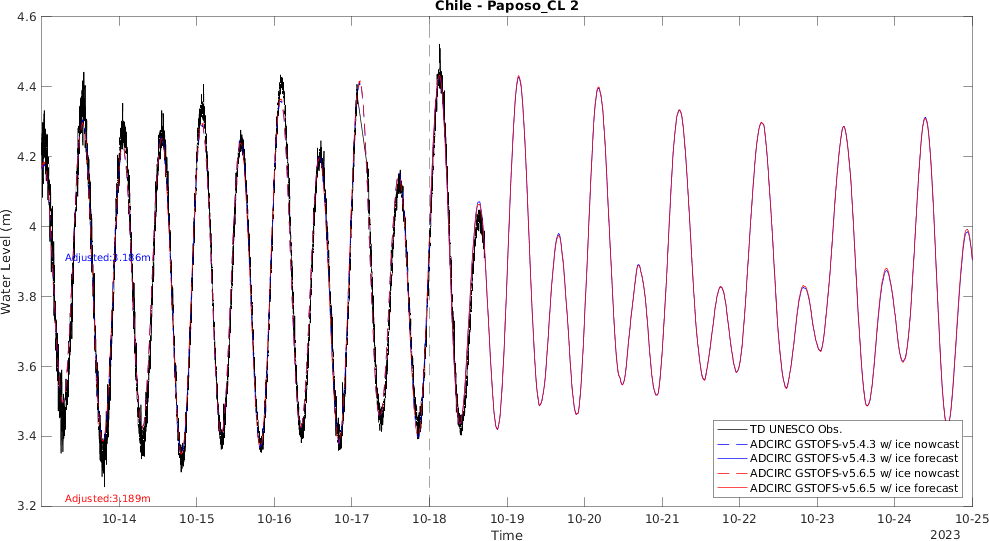 Chile - Paposo_CL 2
4.6
4.4
4.2
4
3.8
3.6
3.4
3.2
Water Level (m)
Adjusted:3.186m
Adjusted:3.189m
TD UNESCO Obs.
ADCIRC GSTOFS-v5.4.3 w/ ice nowcast
ADCIRC GSTOFS-v5.4.3 w/ ice forecast
ADCIRC GSTOFS-v5.6.5 w/ ice nowcast
ADCIRC GSTOFS-v5.6.5 w/ ice forecast
10-14 10-15 10-16 10-17 10-18 10-19 10-20 10-21 10-22 10-23 10-24 10-25
Time
2023